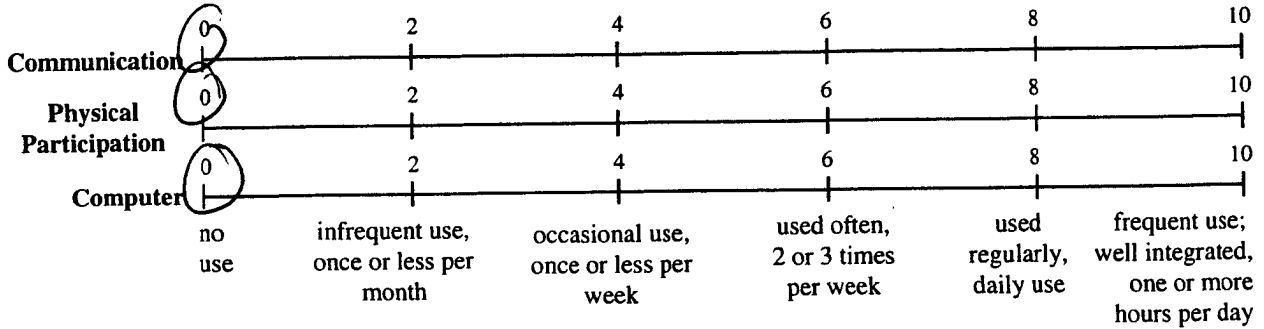 0 2 4 6 8 10
Communication
0 2 4 6 8 10
Physical
Participation
0 2 4 6 8 10
Computer
no use
infrequent use, once or less per month
occasional use, once or less per week
used often, 2 or 3 times per week
used regularly, daily use
frequent use; well integrated, one or more hours per day